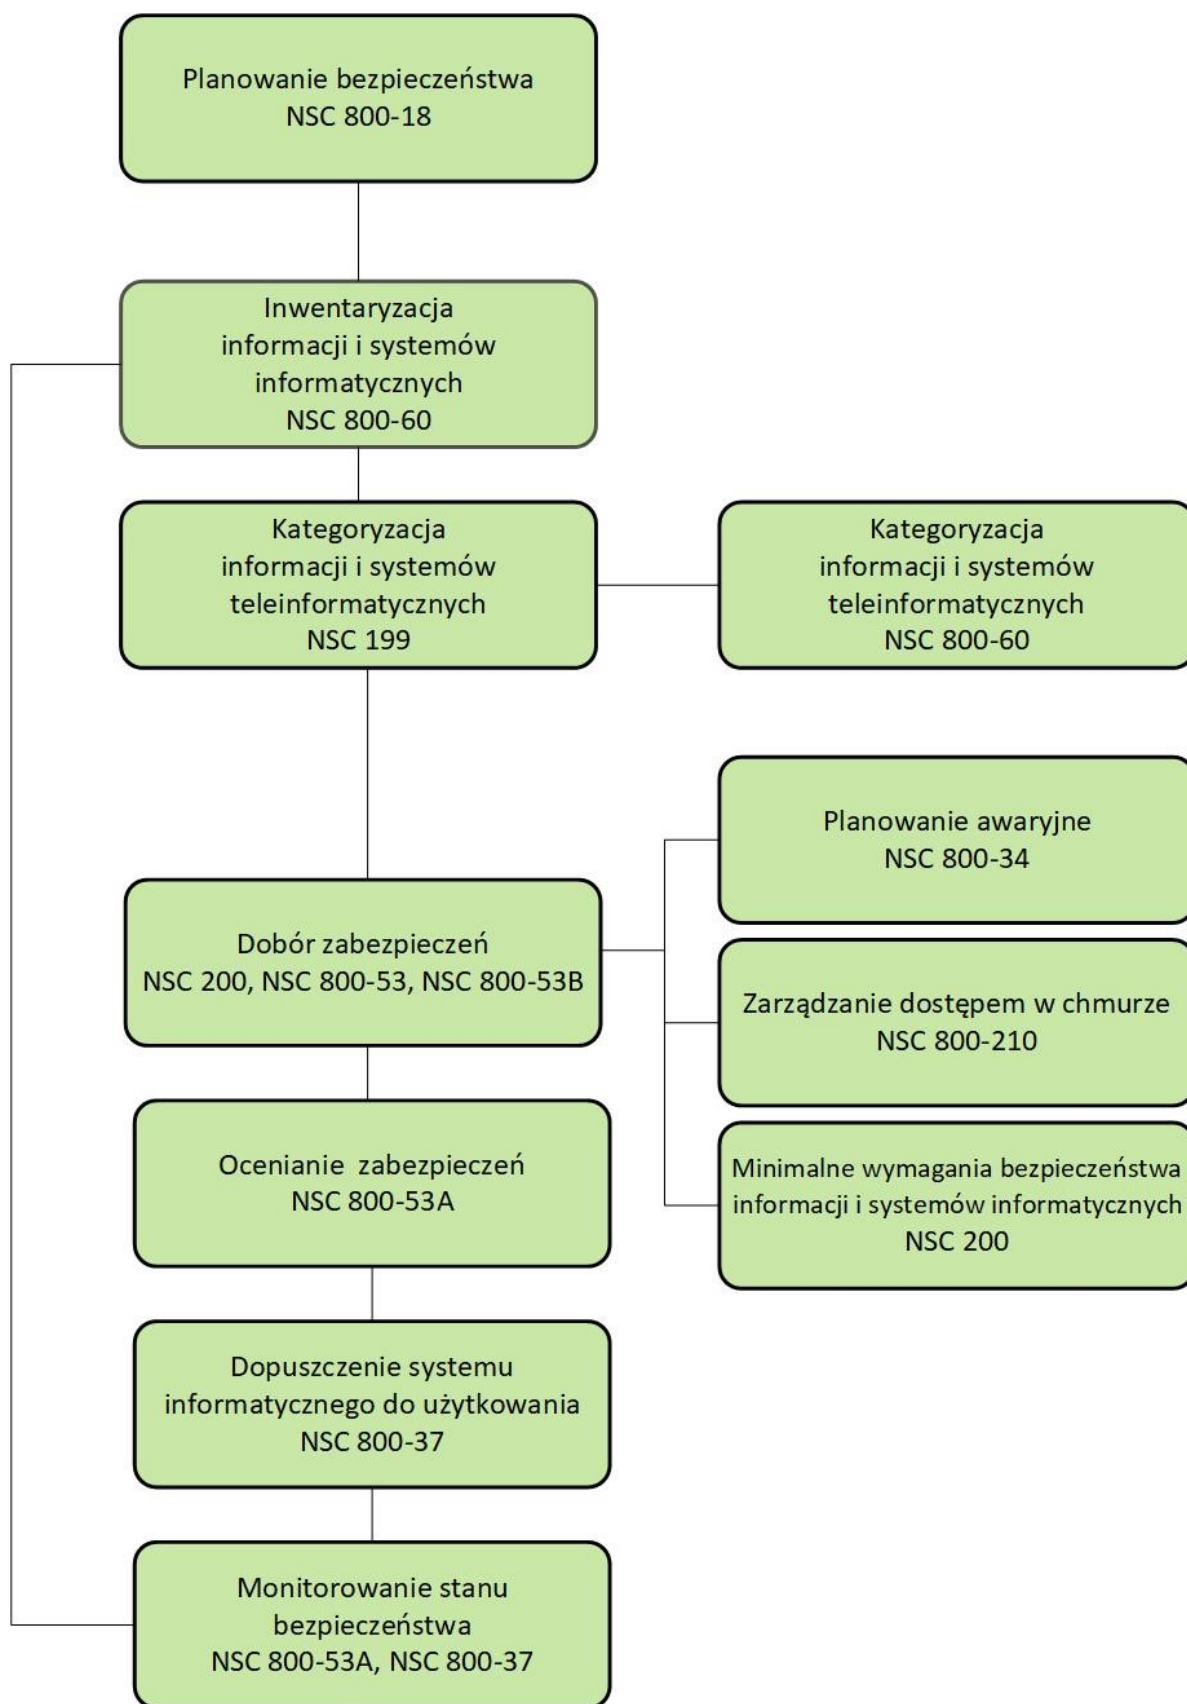 Planowanie bezpieczeństwa
NSC 800-18
Inwentaryzacja
informacji i systemów
informatycznych
NSC 800-60
Kategoryzacja
informacji i systemów
teleinformatycznych
NSC 199
Kategoryzacja
informacji i systemów
teleinformatycznych
NSC 800-60
Planowanie awaryjne
NSC 800-34
Dobór zabezpieczeń
NSC 200, NSC 800-53, NSC 800-53B
Zarządzanie dostępem w chmurze
NSC 800-210
Ocenianie zabezpieczeń
NSC 800-53A
Minimalne wymagania bezpieczeństwa
informacji i systemów informatycznych
NSC 200
Dopuszczenie systemu
informatycznego do użytkowania
NSC 800-37
Monitorowanie stanu
bezpieczeństwa
NSC 800-53A, NSC 800-37